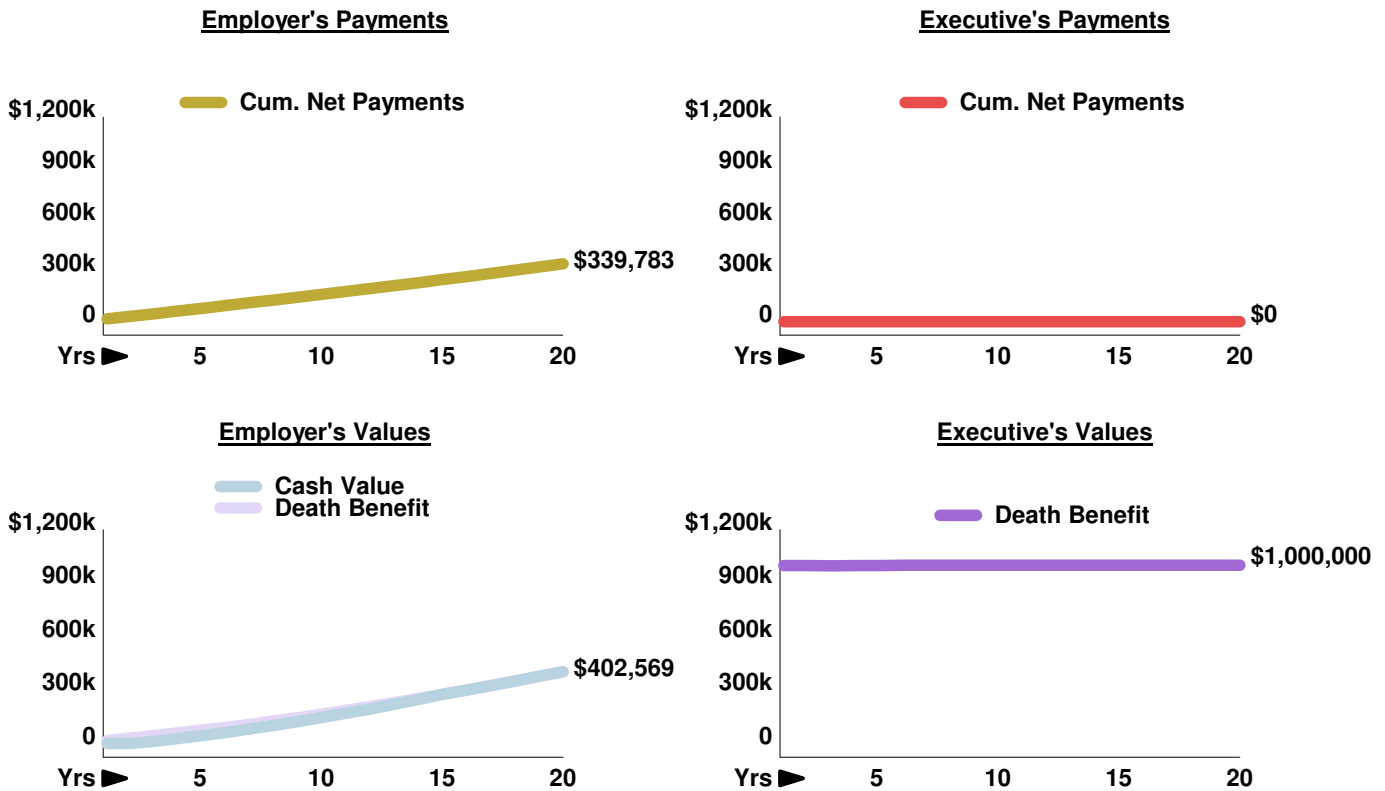 Employer's Payments
Cum. Net Payments
$1,200k
900k
600k
300k
0
$339,783
Yrs 5 10 15 20
Executive's Payments
Cum. Net Payments
$1,200k
900k
600k
300k
0
$0
Yrs 5 10 15 20
Employer's Values
Cash Value
Death Benefit
$1,200k
900k
600k
300k
0
$402,569
Yrs 5 10 15 20
Executive's Values
Death Benefit
$1,200k
900k
600k
300k
0
$1,000,000
Yrs 5 10 15 20